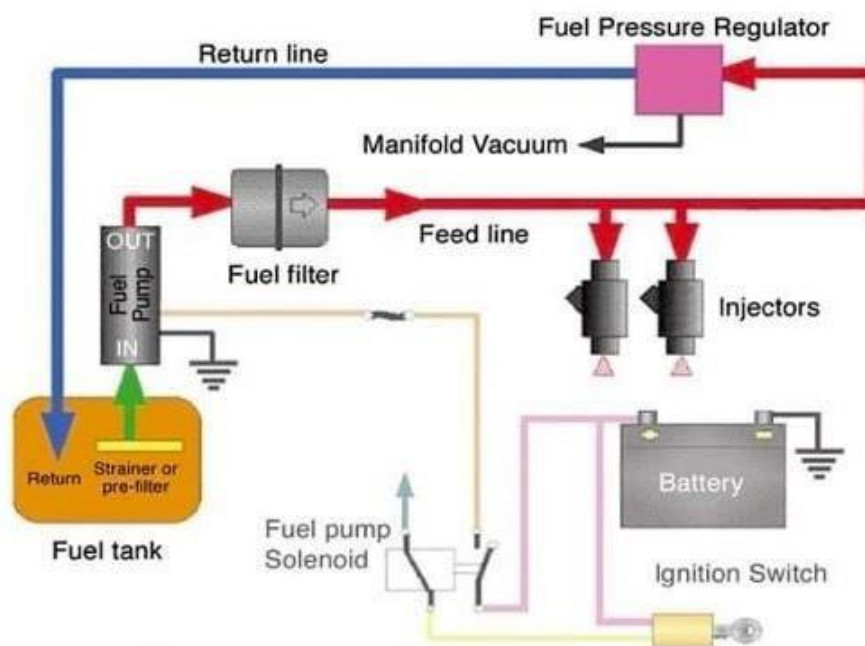 Fuel Pressure Regulator
Return line
Manifold Vacuum
OUT
Fuel Pump
IN
Fuel filter
Feed line
Injectors
Return
Strainer or
pre-filter
Fuel tank
Battery
Fuel pump
Solenoid
Ignition Switch